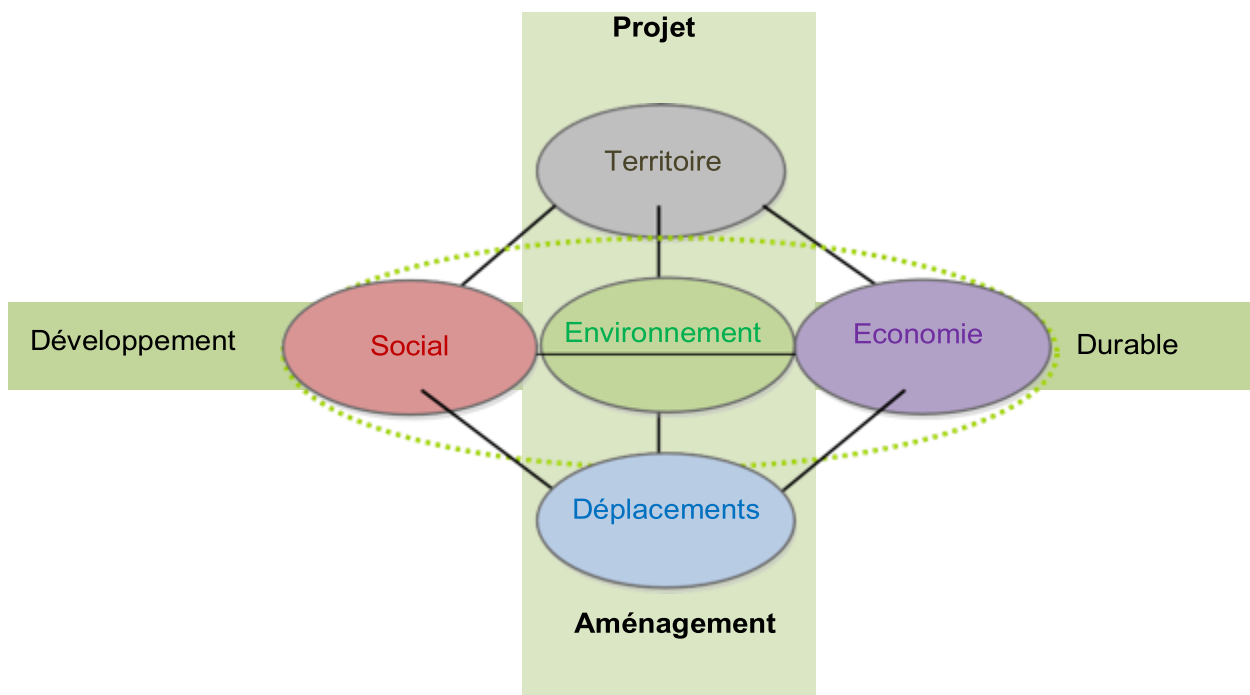 Projet
Territoire
Développement
Social
Environnement
Economie
Durable
Déplacements
Aménagement